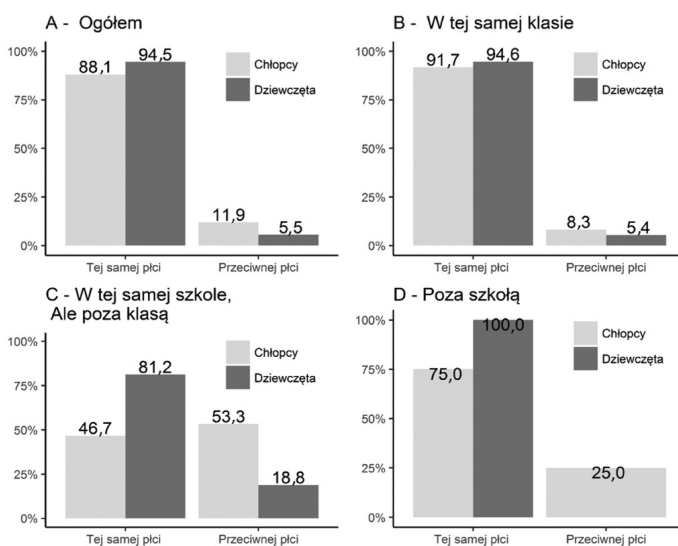 A - Ogółem
100%
75%
50%
25%
0%
88,1
94,5
11,9
5,5
Chłopcy
Dziewczęta
Tej samej płci
Przeciwnej płci
B - W tej samej klasie
100%
75%
50%
25%
0%
91,7
94,6
8,3
5,4
Chłopcy
Dziewczęta
Tej samej płci
Przeciwnej płci
C - W tej samej szkole,
Ale poza klasą
100%
75%
50%
25%
0%
46,7
81,2
53,3
18,8
Chłopcy
Dziewczęta
Tej samej płci
Przeciwnej płci
D - Poza szkołą
100%
75%
50%
25%
0%
75,0
100,0
25,0
Chłopcy
Dziewczęta
Tej samej płci
Przeciwnej płci